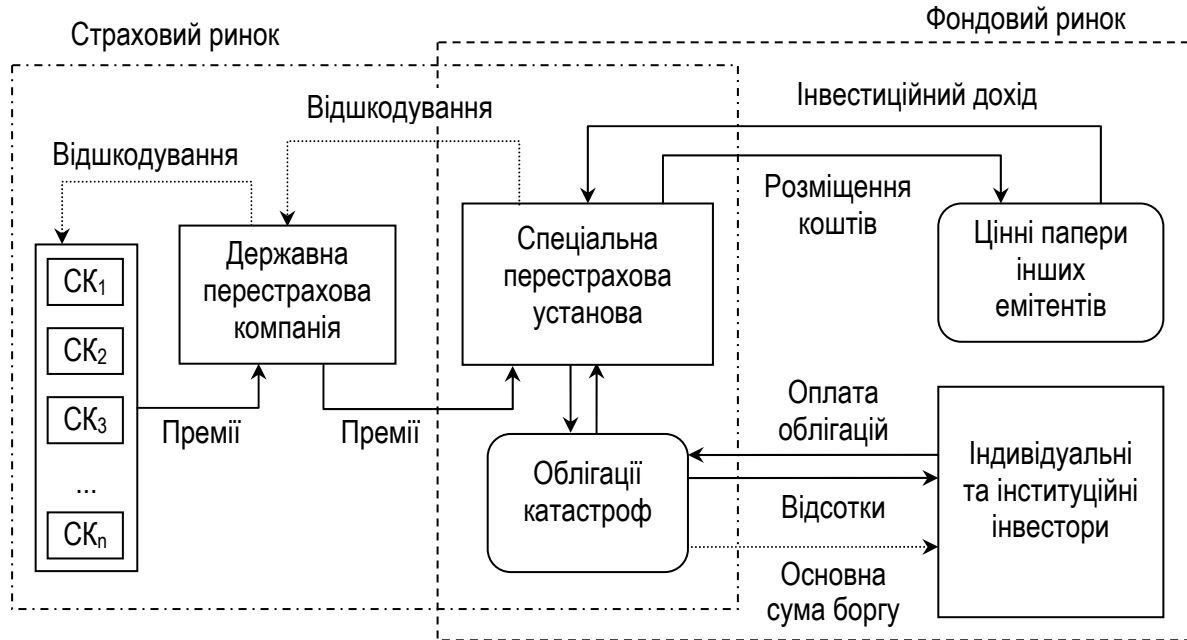 Фондовий ринок
Страховий ринок
Відшкодування
Інвестиційний дохід
Відшкодування
Розміщення
коштів
Державна
перестрахова
компанія
Спеціальна
перестрахова
установа
Цінні папери
інших
емітентів
СК₁
СК₂
СК₃
...
СКₙ
Премії
Премії
Оплата
облігацій
Облігації
катастроф
Індивідуальні
та інституційні
інвестори
Відсотки
Основна
сума боргу